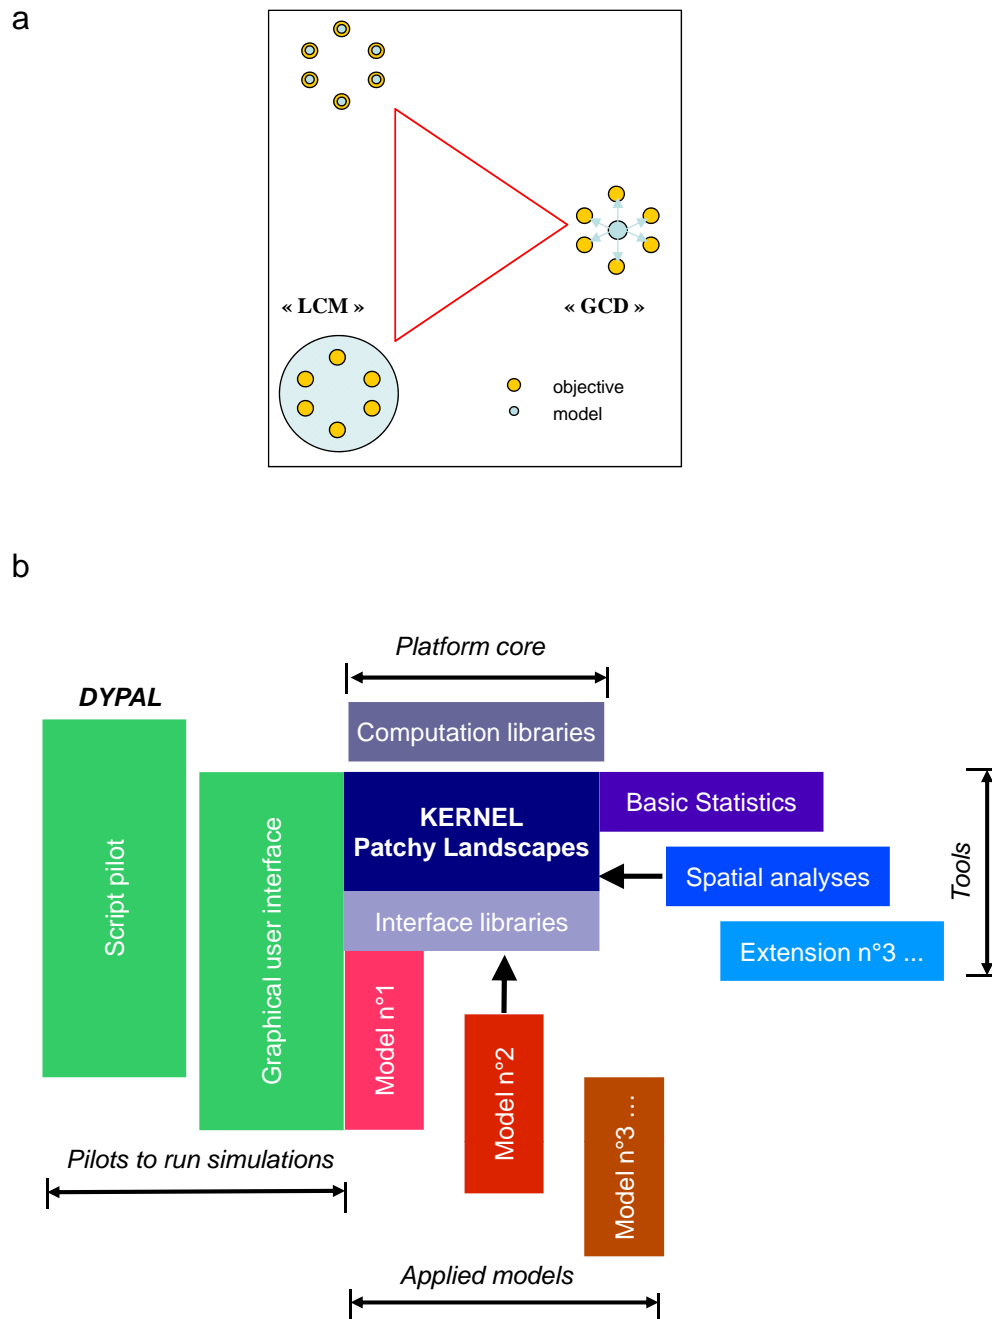 a
« LCM »
« GCD »
objective
model
b
Platform core
DYPAL
Computation libraries
Script pilot
Graphical user interface
KERNEL
Patchy Landscapes
Basic Statistics
Spatial analyses
Tools
Interface libraries
Extension n°3 ...
Model n°1
Model n°2
Model n°3 ...
Pilots to run simulations
Applied models